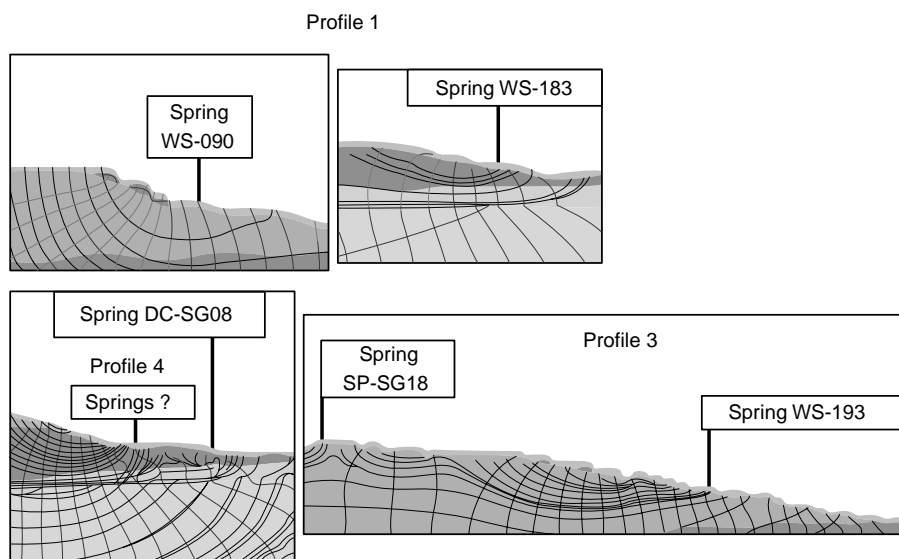 Profile 1
Spring
WS-090
Spring WS-183
Spring DC-SG08
Profile 4
Springs ?
Profile 3
Spring
SP-SG18
Spring WS-193